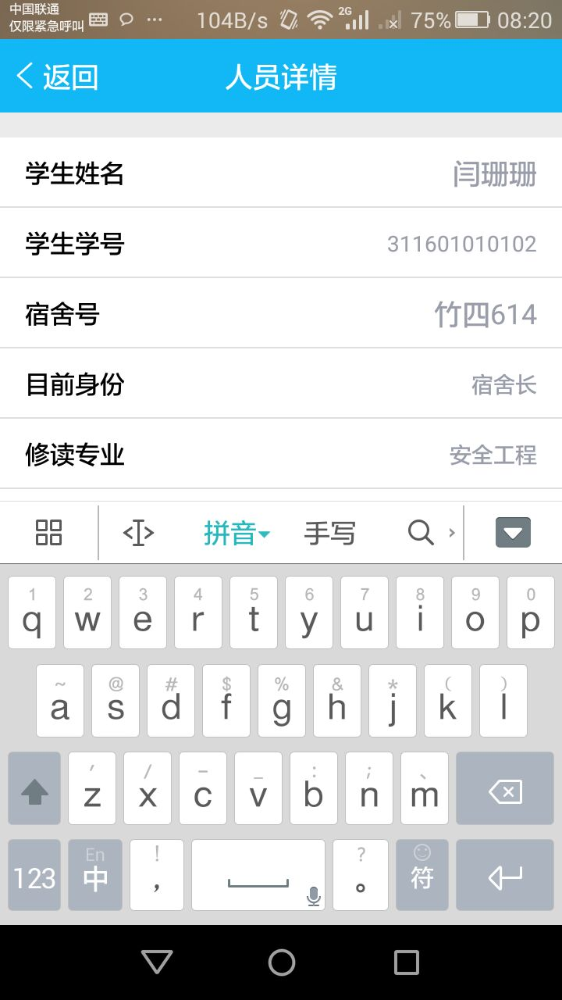 中国联通
仅限紧急呼叫 ··· 104B/s 2G 75% 08:20
返回 人员详情
学生姓名 闫珊珊
学生学号 311601010102
宿舍号 竹四614
目前身份 宿舍长
修读专业 安全工程
拼音 手写
1 2 3 4 5 6 7 8 9 0
q w e r t y u i o p
~ @ # $ % & * ( )
a s d f g h j k l
' / - _ : ; 、
z x c v b n m
En ! ?
123 中 , 。 符